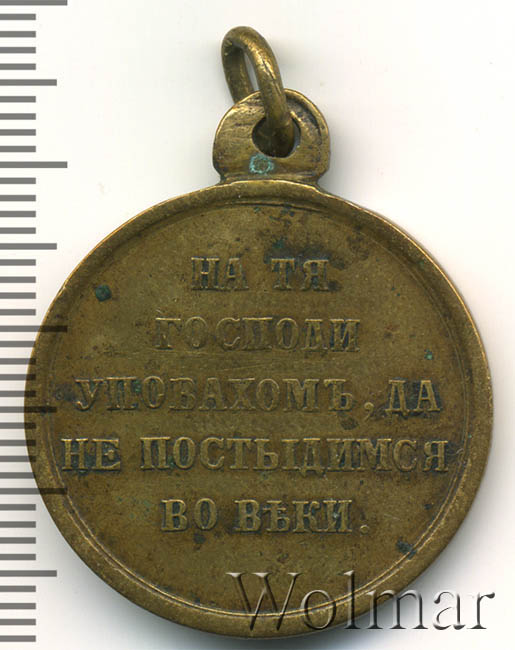 НА ТЯ
ГОСПОДИ
УПОВАХОМЪ, ДА
НЕ ПОСТЫДИМСЯ
ВО ВѢКИ.
Wolmar